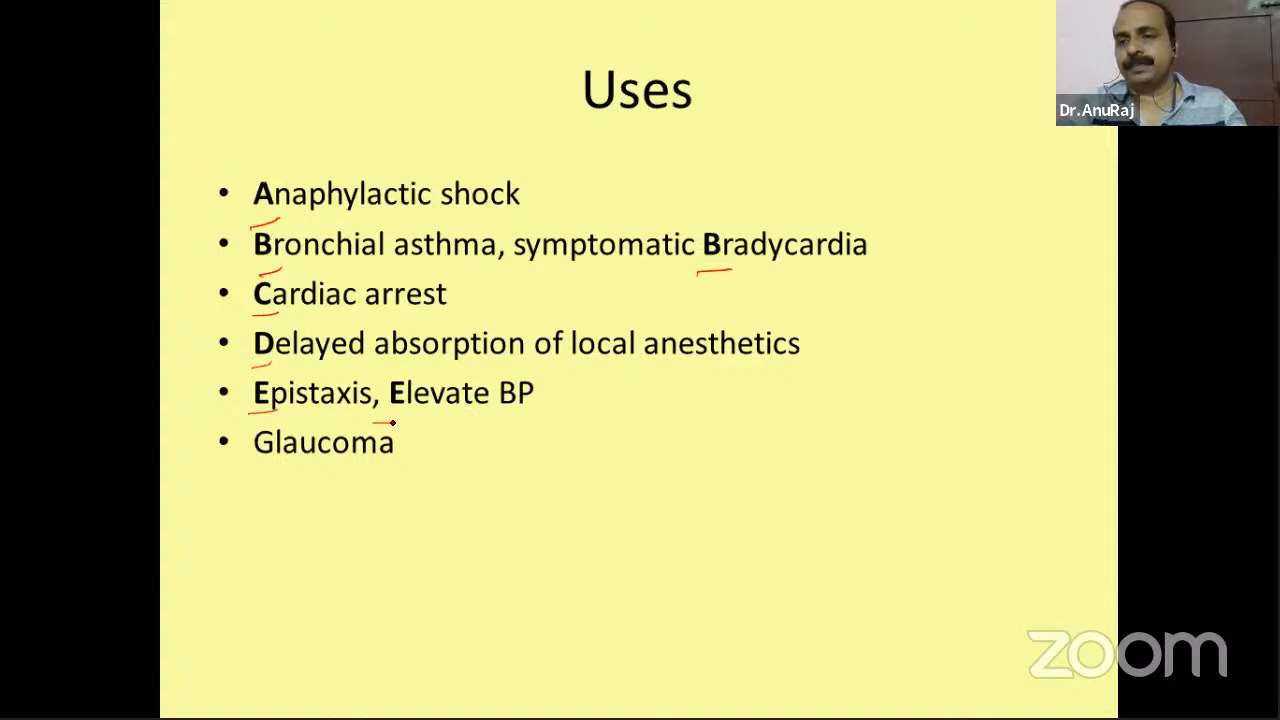 Uses
Dr.AnuRaj
• Anaphylactic shock
• Bronchial asthma, symptomatic Bradycardia
• Cardiac arrest
• Delayed absorption of local anesthetics
• Epistaxis, Elevate BP
• Glaucoma
zoom